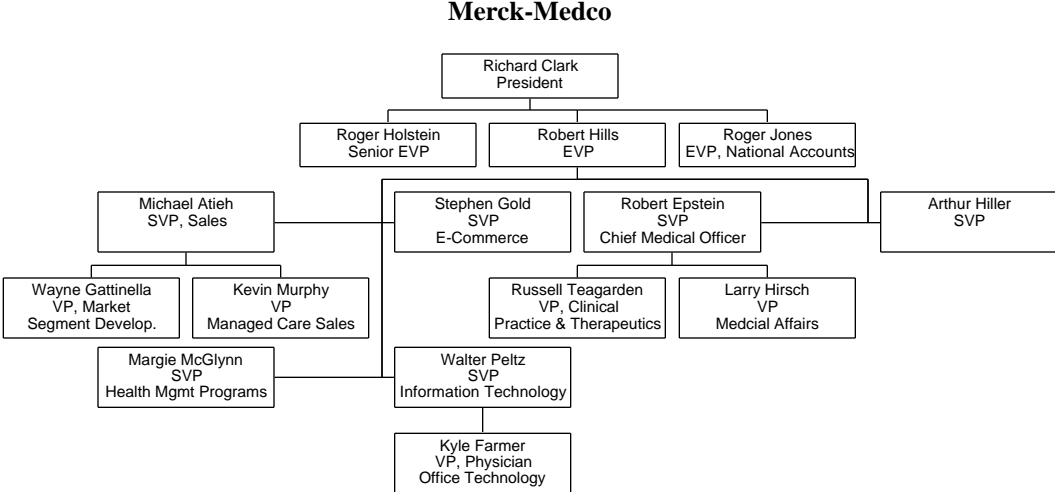 Merck-Medco
Richard Clark
President
Roger Holstein
Senior EVP
Robert Hills
EVP
Roger Jones
EVP, National Accounts
Michael Atieh
SVP, Sales
Stephen Gold
SVP
E-Commerce
Robert Epstein
SVP
Chief Medical Officer
Arthur Hiller
SVP
Wayne Gattinella
VP, Market
Segment Develop.
Kevin Murphy
VP
Managed Care Sales
Russell Teagarden
VP, Clinical
Practice & Therapeutics
Larry Hirsch
VP
Medcial Affairs
Margie McGlynn
SVP
Health Mgmt Programs
Walter Peltz
SVP
Information Technology
Kyle Farmer
VP, Physician
Office Technology